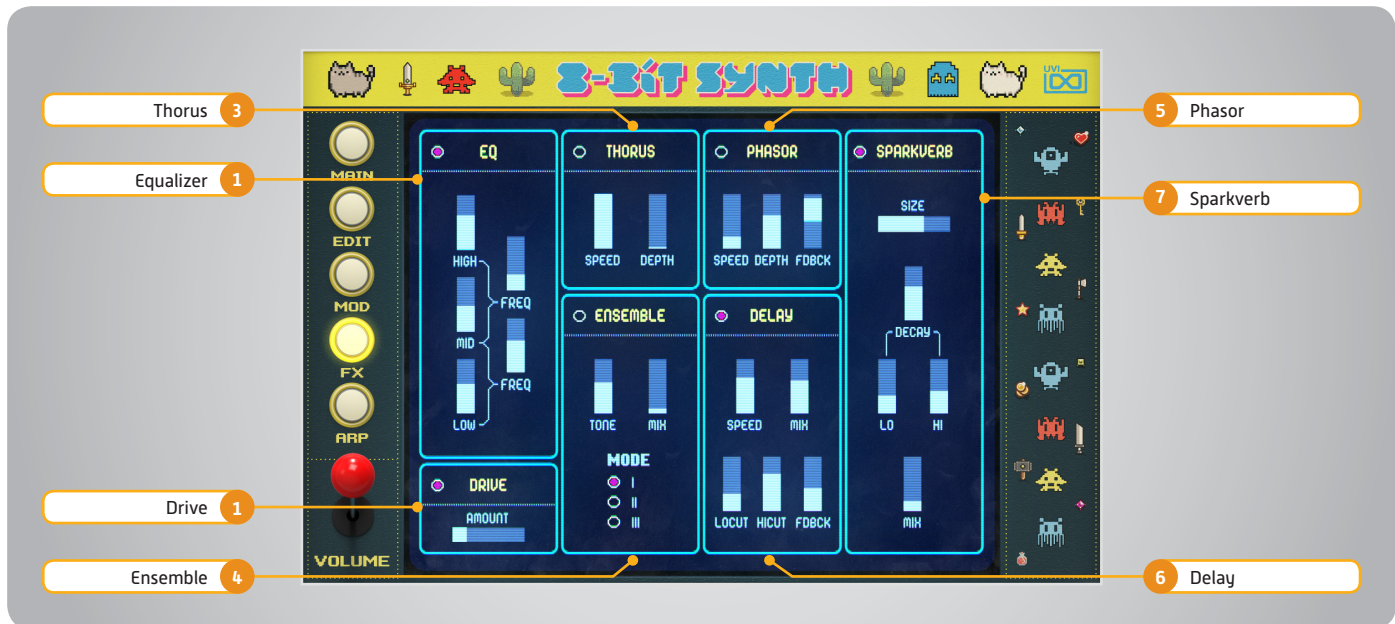 8-Bit SYNTH
UVI
Thorus 3
Equalizer 1
Drive 1
Ensemble 4
5 Phasor
7 Sparkverb
6 Delay
MAIN
EDIT
MOD
FX
ARP
VOLUME
EQ
HIGH
FREQ
MID
FREQ
LOW
DRIVE
AMOUNT
THORUS
SPEED DEPTH
ENSEMBLE
TONE MIX
MODE
I
II
III
PHASOR
SPEED DEPTH FDBCK
DELAY
SPEED MIX
LOCUT HICUT FDBCK
SPARKVERB
SIZE
DECAY
LO HI
MIX